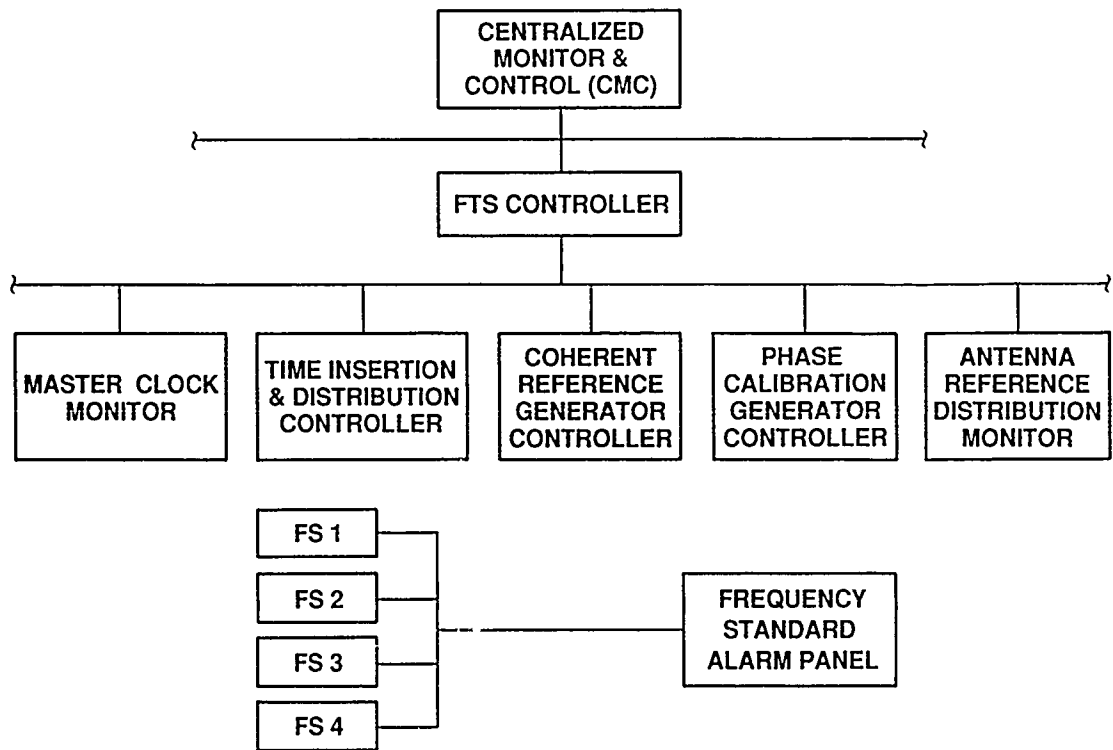 CENTRALIZED
MONITOR &
CONTROL (CMC)
FTS CONTROLLER
MASTER CLOCK
MONITOR
TIME INSERTION
& DISTRIBUTION
CONTROLLER
COHERENT
REFERENCE
GENERATOR
CONTROLLER
PHASE
CALIBRATION
GENERATOR
CONTROLLER
ANTENNA
REFERENCE
DISTRIBUTION
MONITOR
FS 1
FS 2
FS 3
FS 4
FREQUENCY
STANDARD
ALARM PANEL